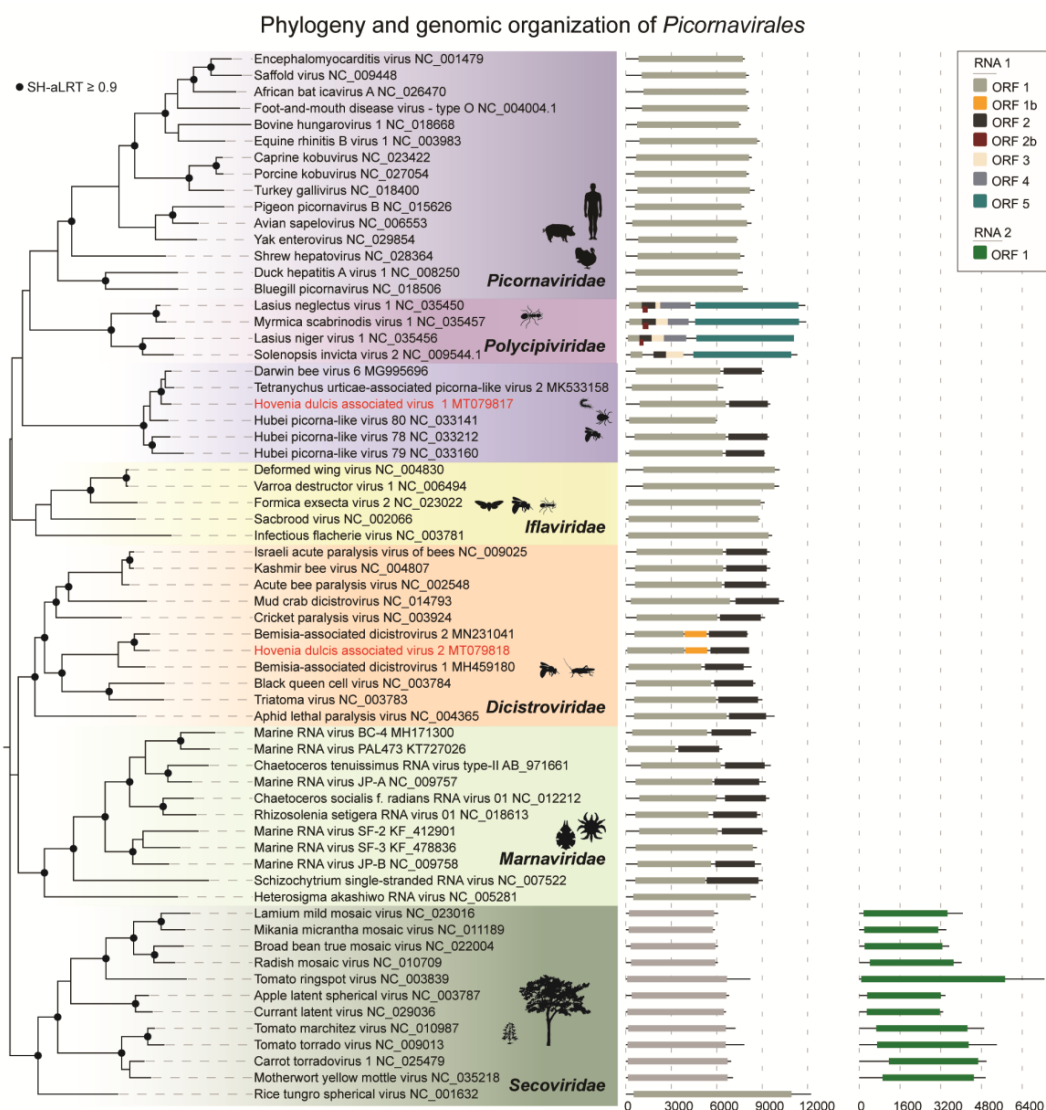 Phylogeny and genomic organization of Picornavirales
SH-aLRT ≥ 0.9
Encephalomyocarditis virus NC_001479
Saffold virus NC_009448
African bat icavirus A NC_026470
Foot-and-mouth disease virus - type O NC_004004.1
Bovine hungarovirus 1 NC_018668
Equine rhinitis B virus 1 NC_003983
Caprine kobuvirus NC_023422
Porcine kobuvirus NC_027054
Turkey gallivirus NC_018400
Pigeon picornavirus B NC_015626
Avian sapelovirus NC_006553
Yak enterovirus NC_029854
Shrew hepatovirus NC_028364
Duck hepatitis A virus 1 NC_008250
Bluegill picornavirus NC_018506
Picornaviridae
Lasius neglectus virus 1 NC_035450
Myrmica scabrinodis virus 1 NC_035457
Lasius niger virus 1 NC_035456
Solenopsis invicta virus 2 NC_009544.1
Polycipiviridae
Darwin bee virus 6 MG995696
Tetranychus urticae-associated picorna-like virus 2 MK533158
Hovenia dulcis associated virus 1 MT079817
Hubei picorna-like virus 80 NC_033141
Hubei picorna-like virus 78 NC_033212
Hubei picorna-like virus 79 NC_033160
Deformed wing virus NC_004830
Varroa destructor virus 1 NC_006494
Formica exsecta virus 2 NC_023022
Sacbrood virus NC_002066
Infectious flacherie virus NC_003781
Iflaviridae
Israeli acute paralysis virus of bees NC_009025
Kashmir bee virus NC_004807
Acute bee paralysis virus NC_002548
Mud crab dicistrovirus NC_014793
Cricket paralysis virus NC_003924
Bemisia-associated dicistrovirus 2 MN231041
Hovenia dulcis associated virus 2 MT079818
Bemisia-associated dicistrovirus 1 MH459180
Black queen cell virus NC_003784
Triatoma virus NC_003783
Aphid lethal paralysis virus NC_004365
Dicistroviridae
Marine RNA virus BC-4 MH171300
Marine RNA virus PAL473 KT727026
Chaetoceros tenuissimus RNA virus type-II AB_971661
Marine RNA virus JP-A NC_009757
Chaetoceros socialis f. radians RNA virus 01 NC_012212
Rhizosolenia setigera RNA virus 01 NC_018613
Marine RNA virus SF-2 KF_412901
Marine RNA virus SF-3 KF_478836
Marine RNA virus JP-B NC_009758
Schizochytrium single-stranded RNA virus NC_007522
Heterosigma akashiwo RNA virus NC_005281
Marnaviridae
Lamium mild mosaic virus NC_023016
Mikania micrantha mosaic virus NC_011189
Broad bean true mosaic virus NC_022004
Radish mosaic virus NC_010709
Tomato ringspot virus NC_003839
Apple latent spherical virus NC_003787
Currant latent virus NC_029036
Tomato marchitez virus NC_010987
Tomato torrado virus NC_009013
Carrot torradovirus 1 NC_025479
Motherwort yellow mottle virus NC_035218
Rice tungro spherical virus NC_001632
Secoviridae
RNA 1
ORF 1
ORF 1b
ORF 2
ORF 2b
ORF 3
ORF 4
ORF 5
RNA 2
ORF 1
0 3000 6000 9000 12000
0 1600 3200 4800 6400